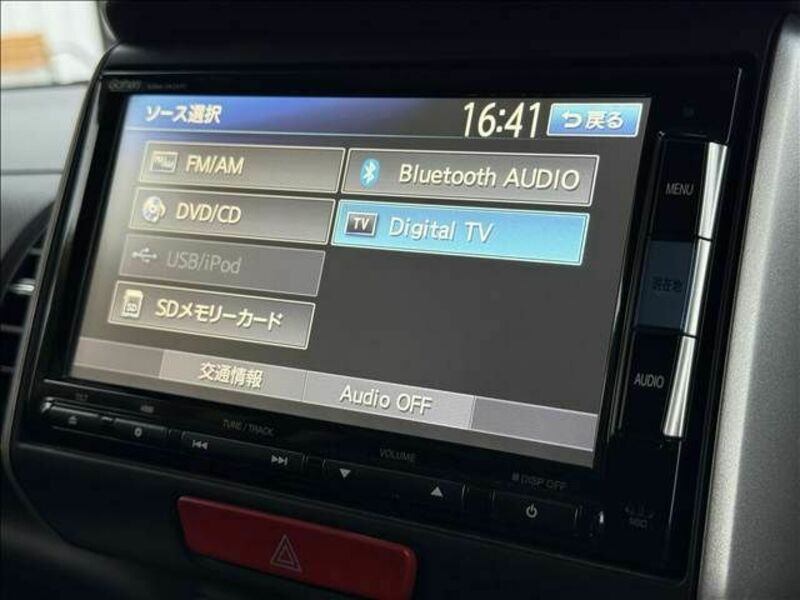 Gathers
ソース選択
16:41
戻る
FM/AM
Bluetooth AUDIO
DVD/CD
TV
Digital TV
USB/iPod
SD
SDメモリーカード
交通情報
Audio OFF
MENU
現在地
AUDIO
TUNE / TRACK
VOLUME
DISP OFF